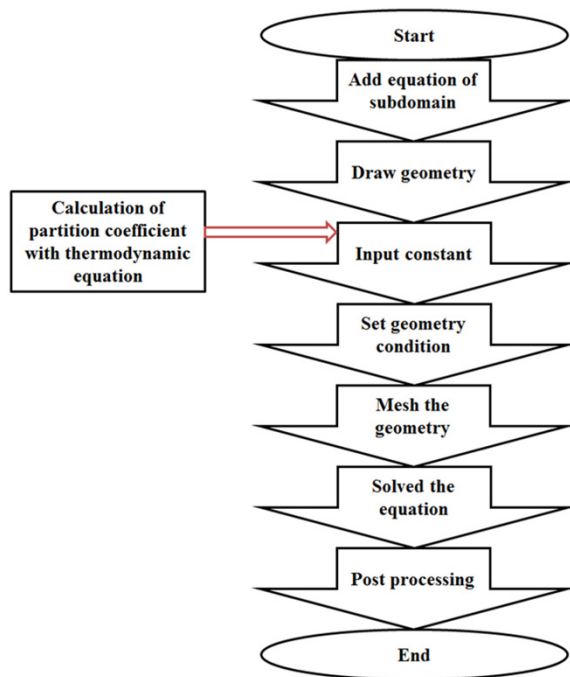 Start
Add equation of
subdomain
Draw geometry
Calculation of
partition coefficient
with thermodynamic
equation
Input constant
Set geometry
condition
Mesh the
geometry
Solved the
equation
Post processing
End